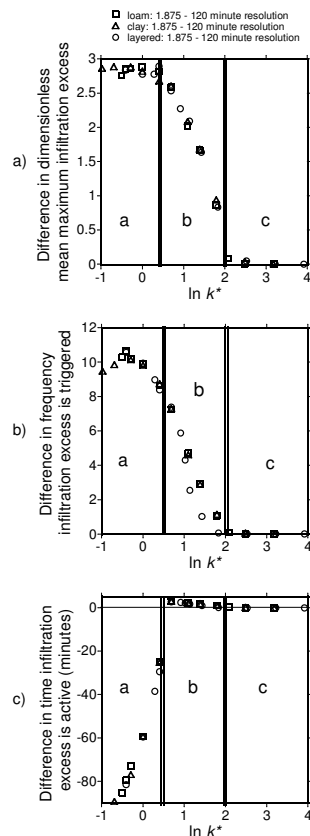 loam: 1.875 - 120 minute resolution
clay: 1.875 - 120 minute resolution
layered: 1.875 - 120 minute resolution
a)
Difference in dimensionless
mean maximum infiltration excess
3
2.5
2
1.5
1
0.5
0
a
b
c
-1 0 1 2 3 4
ln k*
b)
Difference in frequency
infiltration excess is triggered
12
10
8
6
4
2
0
a
b
c
-1 0 1 2 3 4
ln k*
c)
Difference in time infiltration
excess is active (minutes)
0
-20
-40
-60
-80
a
b
c
-1 0 1 2 3 4
ln k*